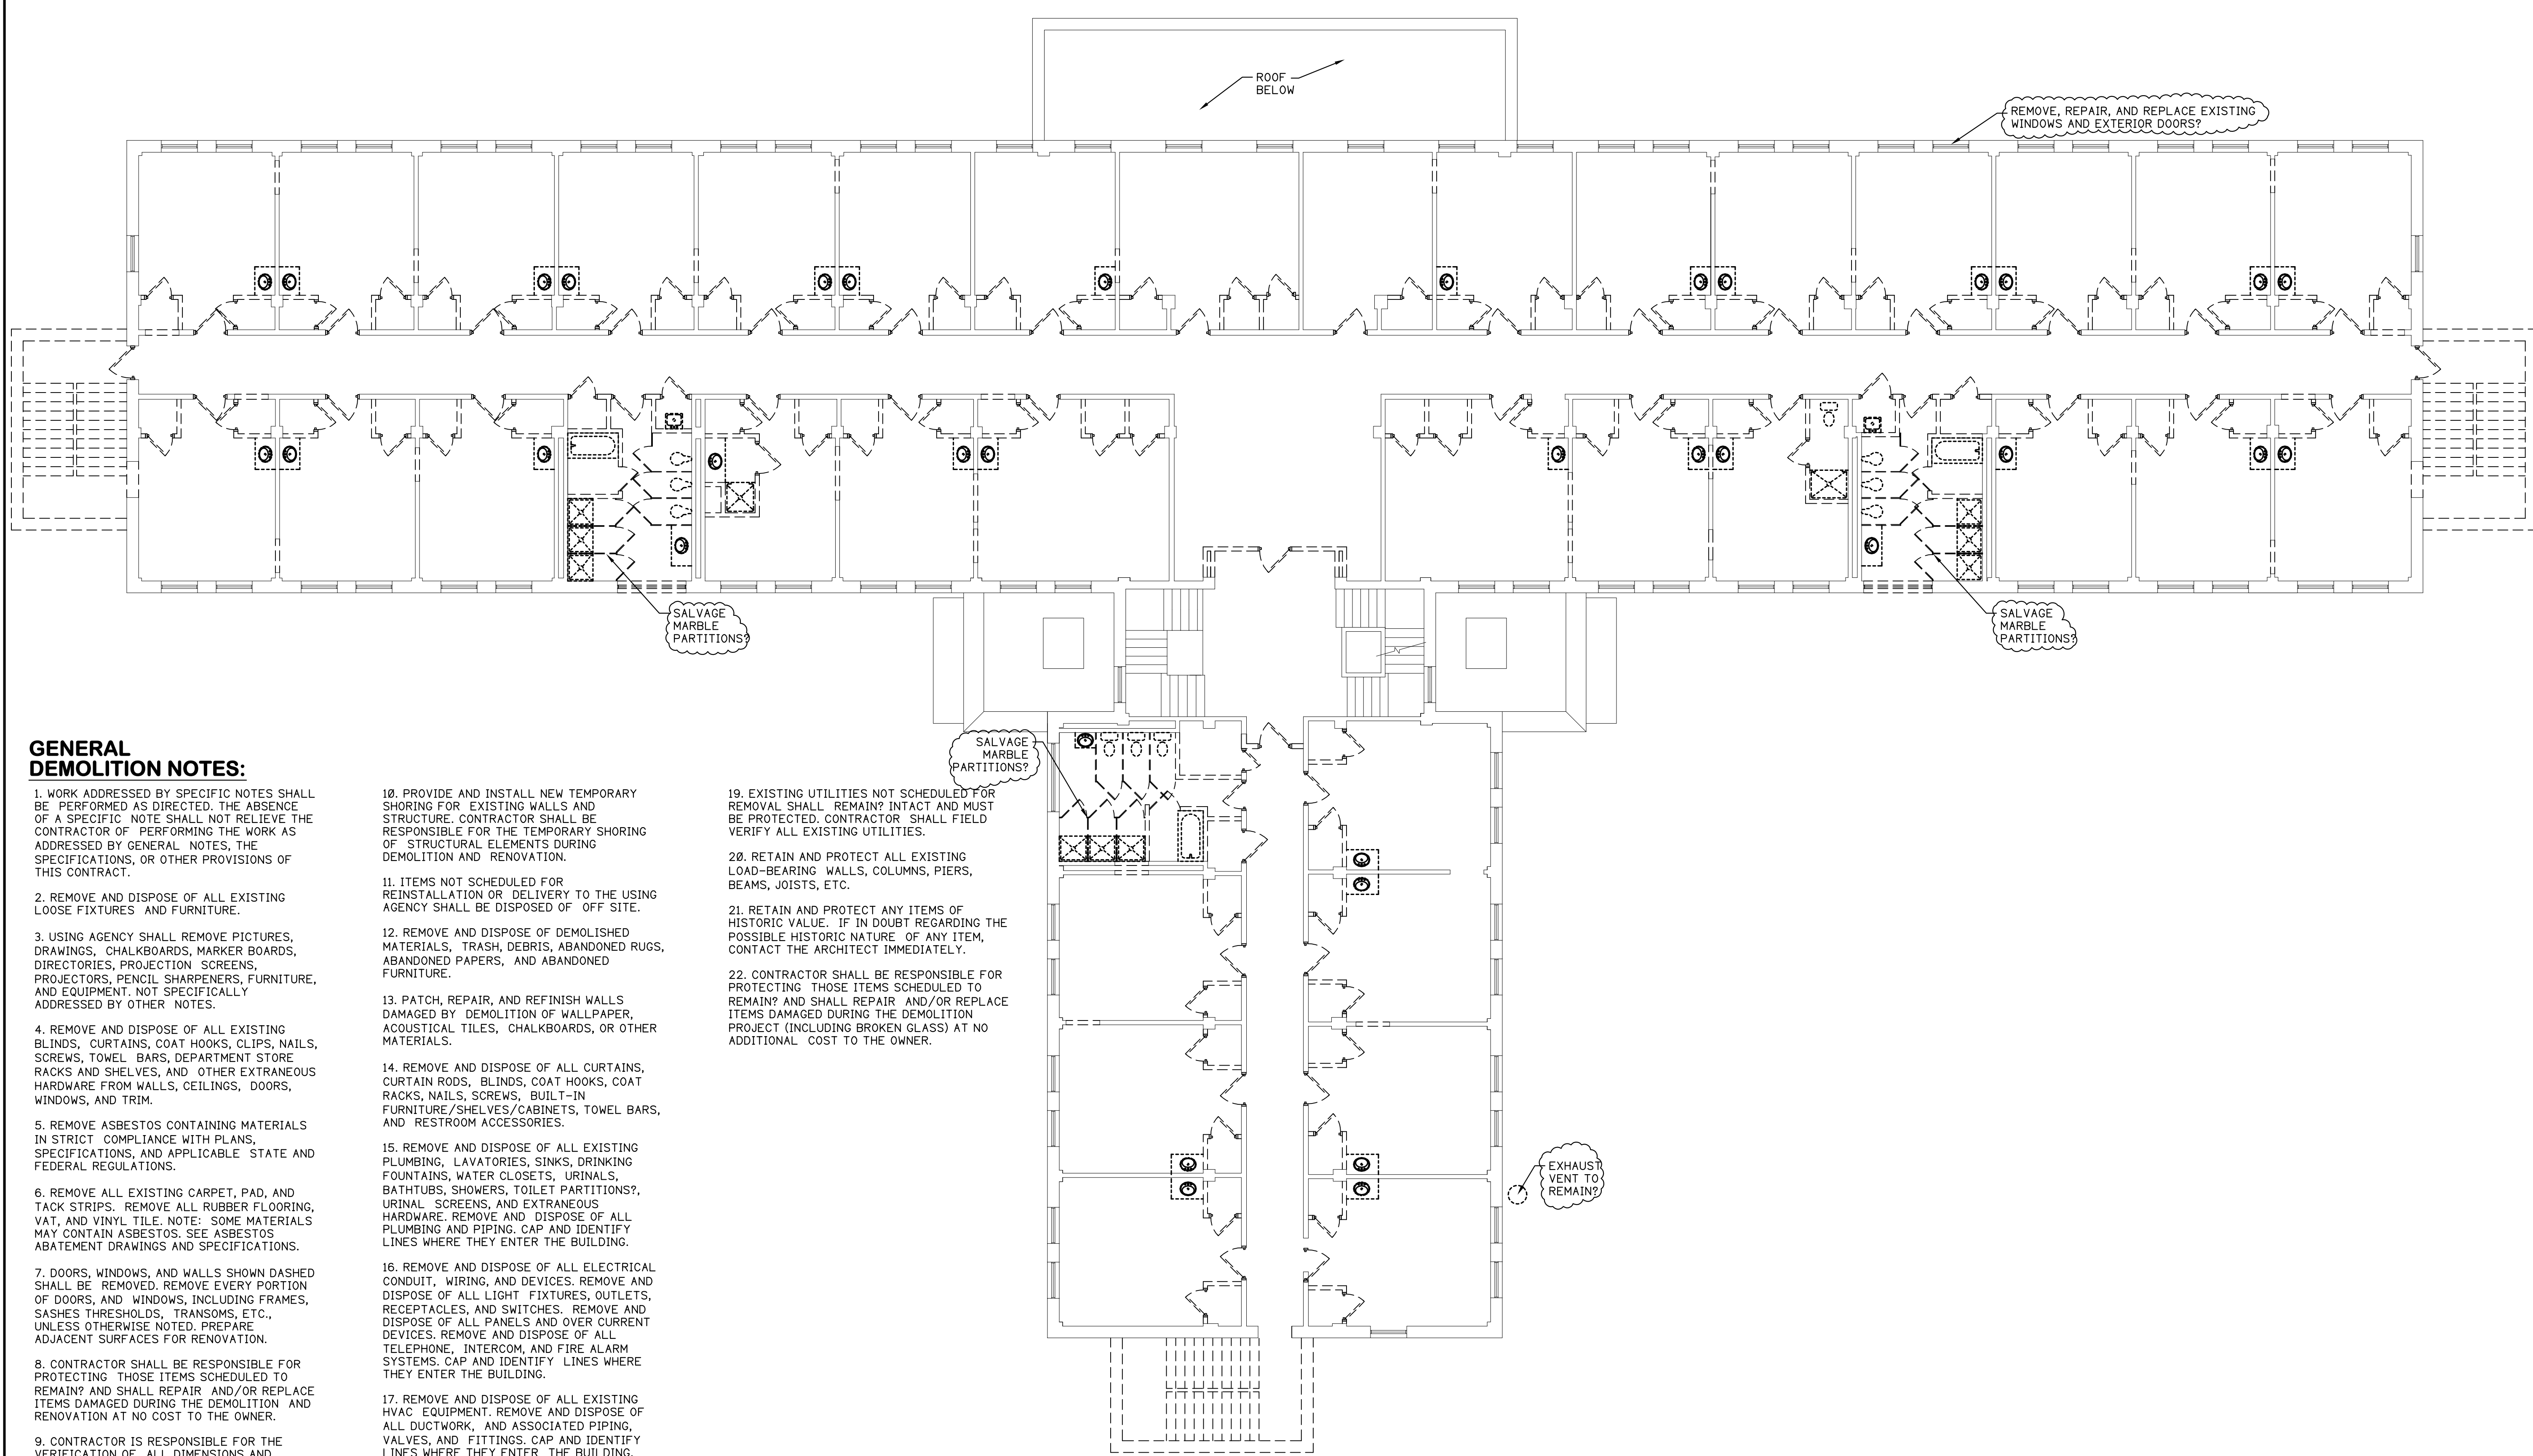 ROOF
BELOW
REMOVE, REPAIR, AND REPLACE EXISTING
WINDOWS AND EXTERIOR DOORS?
SALVAGE
MARBLE
PARTITIONS?
SALVAGE
MARBLE
PARTITIONS?
SALVAGE
MARBLE
PARTITIONS?
EXHAUST
VENT TO
REMAIN?
GENERAL
DEMOLITION NOTES:
1. WORK ADDRESSED BY SPECIFIC NOTES SHALL
BE PERFORMED AS DIRECTED. THE ABSENCE
OF A SPECIFIC NOTE SHALL NOT RELIEVE THE
CONTRACTOR OF PERFORMING THE WORK AS
ADDRESSED BY GENERAL NOTES, THE
SPECIFICATIONS, OR OTHER PROVISIONS OF
THIS CONTRACT.
2. REMOVE AND DISPOSE OF ALL EXISTING
LOOSE FIXTURES AND FURNITURE.
3. USING AGENCY SHALL REMOVE PICTURES,
DRAWINGS, CHALKBOARDS, MARKER BOARDS,
DIRECTORIES, PROJECTION SCREENS,
PROJECTORS, PENCIL SHARPENERS, FURNITURE,
AND EQUIPMENT. NOT SPECIFICALLY
ADDRESSED BY OTHER NOTES.
4. REMOVE AND DISPOSE OF ALL EXISTING
BLINDS, CURTAINS, COAT HOOKS, CLIPS, NAILS,
SCREWS, TOWEL BARS, DEPARTMENT STORE
RACKS AND SHELVES, AND OTHER EXTRANEOUS
HARDWARE FROM WALLS, CEILINGS, DOORS,
WINDOWS, AND TRIM.
5. REMOVE ASBESTOS CONTAINING MATERIALS
IN STRICT COMPLIANCE WITH PLANS,
SPECIFICATIONS, AND APPLICABLE STATE AND
FEDERAL REGULATIONS.
6. REMOVE ALL EXISTING CARPET, PAD, AND
TACK STRIPS. REMOVE ALL RUBBER FLOORING,
VAT, AND VINYL TILE. NOTE: SOME MATERIALS
MAY CONTAIN ASBESTOS. SEE ASBESTOS
ABATEMENT DRAWINGS AND SPECIFICATIONS.
7. DOORS, WINDOWS, AND WALLS SHOWN DASHED
SHALL BE REMOVED. REMOVE EVERY PORTION
OF DOORS, AND WINDOWS, INCLUDING FRAMES,
SASHES THRESHOLDS, TRANSOMS, ETC.,
UNLESS OTHERWISE NOTED. PREPARE
ADJACENT SURFACES FOR RENOVATION.
8. CONTRACTOR SHALL BE RESPONSIBLE FOR
PROTECTING THOSE ITEMS SCHEDULED TO
REMAIN? AND SHALL REPAIR AND/OR REPLACE
ITEMS DAMAGED DURING THE DEMOLITION AND
RENOVATION AT NO COST TO THE OWNER.
9. CONTRACTOR IS RESPONSIBLE FOR THE
VERIFICATION OF ALL DIMENSIONS AND
10. PROVIDE AND INSTALL NEW TEMPORARY
SHORING FOR EXISTING WALLS AND
STRUCTURE. CONTRACTOR SHALL BE
RESPONSIBLE FOR THE TEMPORARY SHORING
OF STRUCTURAL ELEMENTS DURING
DEMOLITION AND RENOVATION.
11. ITEMS NOT SCHEDULED FOR
REINSTALLATION OR DELIVERY TO THE USING
AGENCY SHALL BE DISPOSED OF OFF SITE.
12. REMOVE AND DISPOSE OF DEMOLISHED
MATERIALS, TRASH, DEBRIS, ABANDONED RUGS,
ABANDONED PAPERS, AND ABANDONED
FURNITURE.
13. PATCH, REPAIR, AND REFINISH WALLS
DAMAGED BY DEMOLITION OF WALLPAPER,
ACOUSTICAL TILES, CHALKBOARDS, OR OTHER
MATERIALS.
14. REMOVE AND DISPOSE OF ALL CURTAINS,
CURTAIN RODS, BLINDS, COAT HOOKS, COAT
RACKS, NAILS, SCREWS, BUILT-IN
FURNITURE/SHELVES/CABINETS, TOWEL BARS,
AND RESTROOM ACCESSORIES.
15. REMOVE AND DISPOSE OF ALL EXISTING
PLUMBING, LAVATORIES, SINKS, DRINKING
FOUNTAINS, WATER CLOSETS, URINALS,
BATHTUBS, SHOWERS, TOILET PARTITIONS?,
URINAL SCREENS, AND EXTRANEOUS
HARDWARE. REMOVE AND DISPOSE OF ALL
PLUMBING AND PIPING. CAP AND IDENTIFY
LINES WHERE THEY ENTER THE BUILDING.
16. REMOVE AND DISPOSE OF ALL ELECTRICAL
CONDUIT, WIRING, AND DEVICES. REMOVE AND
DISPOSE OF ALL LIGHT FIXTURES, OUTLETS,
RECEPTACLES, AND SWITCHES. REMOVE AND
DISPOSE OF ALL PANELS AND OVER CURRENT
DEVICES. REMOVE AND DISPOSE OF ALL
TELEPHONE, INTERCOM, AND FIRE ALARM
SYSTEMS. CAP AND IDENTIFY LINES WHERE
THEY ENTER THE BUILDING.
17. REMOVE AND DISPOSE OF ALL EXISTING
HVAC EQUIPMENT. REMOVE AND DISPOSE OF
ALL DUCTWORK, AND ASSOCIATED PIPING,
VALVES, AND FITTINGS. CAP AND IDENTIFY
LINES WHERE THEY ENTER THE BUILDING.
19. EXISTING UTILITIES NOT SCHEDULED FOR
REMOVAL SHALL REMAIN? INTACT AND MUST
BE PROTECTED. CONTRACTOR SHALL FIELD
VERIFY ALL EXISTING UTILITIES.
20. RETAIN AND PROTECT ALL EXISTING
LOAD-BEARING WALLS, COLUMNS, PIERS,
BEAMS, JOISTS, ETC.
21. RETAIN AND PROTECT ANY ITEMS OF
HISTORIC VALUE. IF IN DOUBT REGARDING THE
POSSIBLE HISTORIC NATURE OF ANY ITEM,
CONTACT THE ARCHITECT IMMEDIATELY.
22. CONTRACTOR SHALL BE RESPONSIBLE FOR
PROTECTING THOSE ITEMS SCHEDULED TO
REMAIN? AND SHALL REPAIR AND/OR REPLACE
ITEMS DAMAGED DURING THE DEMOLITION
PROJECT (INCLUDING BROKEN GLASS) AT NO
ADDITIONAL COST TO THE OWNER.